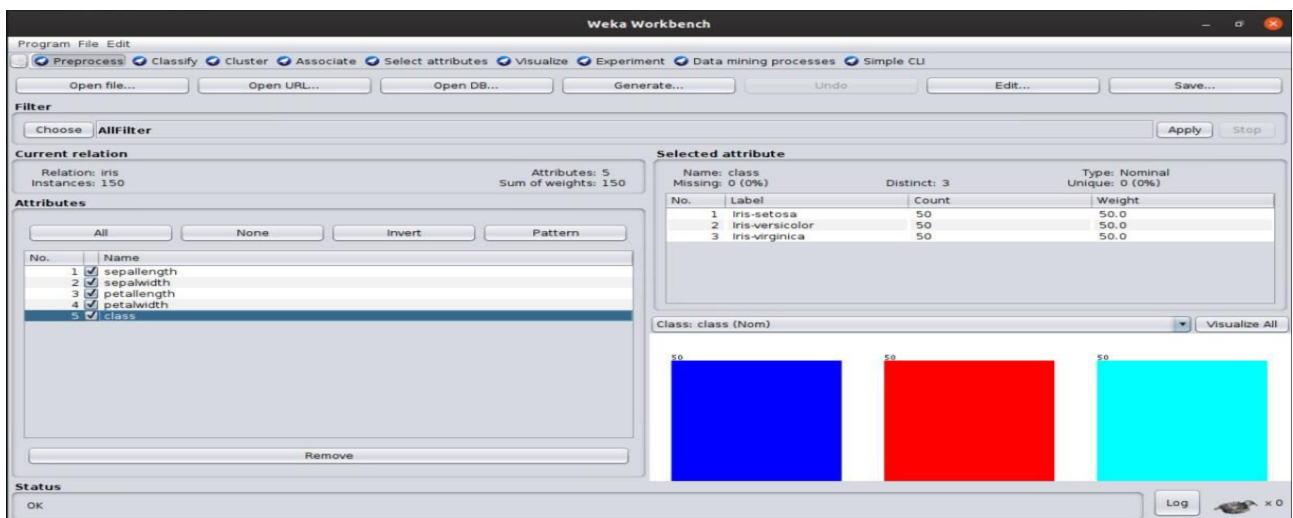 Weka Workbench
Program File Edit
Preprocess Classify Cluster Associate Select attributes Visualize Experiment Data mining processes Simple CLI
Open file... Open URL... Open DB... Generate... Undo Edit... Save...
Filter
Choose AllFilter Apply Stop
Current relation
Relation: iris Attributes: 5
Instances: 150 Sum of weights: 150
Attributes
All None Invert Pattern
No. Name
1 sepallength
2 sepalwidth
3 petallength
4 petalwidth
5 class
Remove
Selected attribute
Name: class Type: Nominal
Missing: 0 (0%) Distinct: 3 Unique: 0 (0%)
No. Label Count Weight
1 Iris-setosa 50 50.0
2 Iris-versicolor 50 50.0
3 Iris-virginica 50 50.0
Class: class (Nom) Visualize All
50 50 50
Status
OK Log x 0